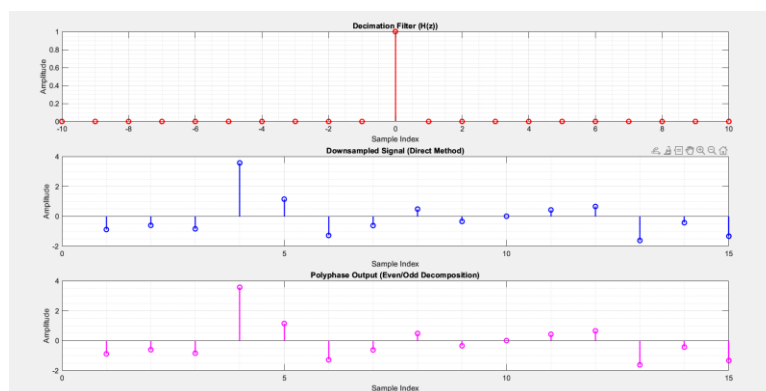 Decimation Filter (H(z))
Amplitude
1
0.8
0.6
0.4
0.2
0
-10 -8 -6 -4 -2 0 2 4 6 8 10
Sample Index
Downsampled Signal (Direct Method)
Amplitude
4
2
0
-2
0 5 10 15
Sample Index
Polyphase Output (Even/Odd Decomposition)
Amplitude
4
2
0
-2
0 5 10 15
Sample Index